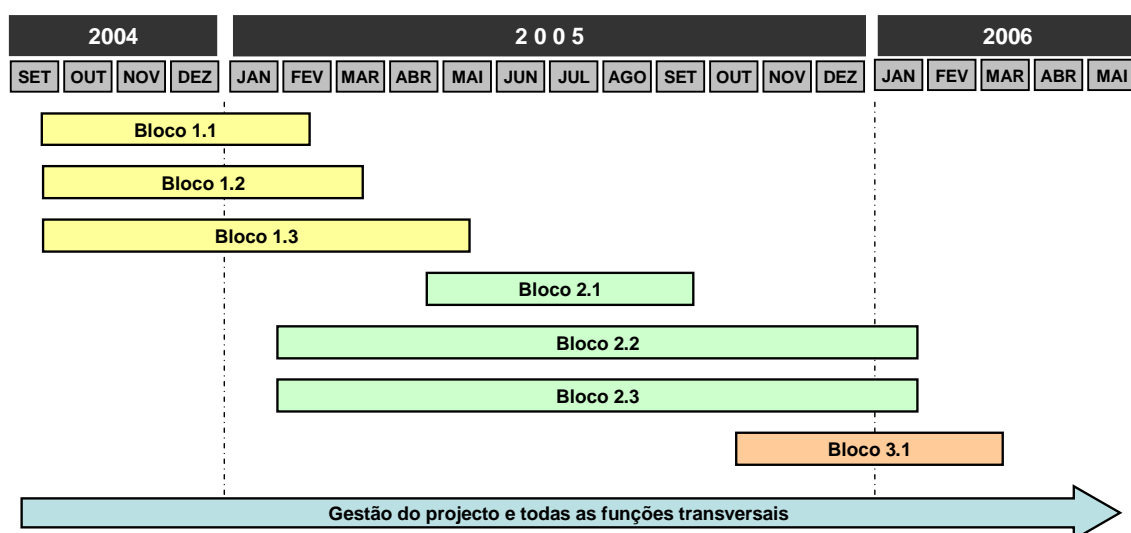 2004 2 0 0 5 2006
SET OUT NOV DEZ JAN FEV MAR ABR MAI JUN JUL AGO SET OUT NOV DEZ JAN FEV MAR ABR MAI
Bloco 1.1
Bloco 1.2
Bloco 1.3
Bloco 2.1
Bloco 2.2
Bloco 2.3
Bloco 3.1
Gestão do projecto e todas as funções transversais